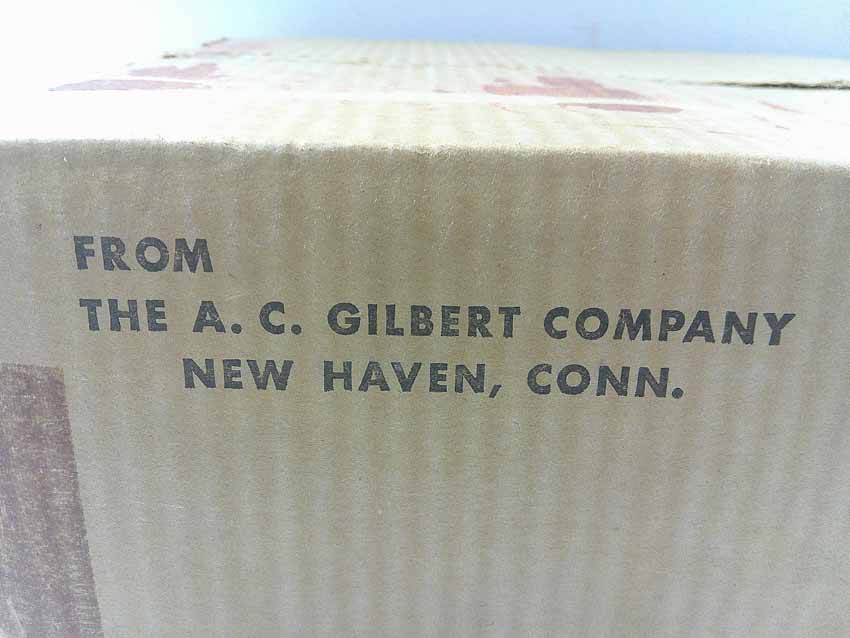 FROM
THE A. C. GILBERT COMPANY
NEW HAVEN, CONN.